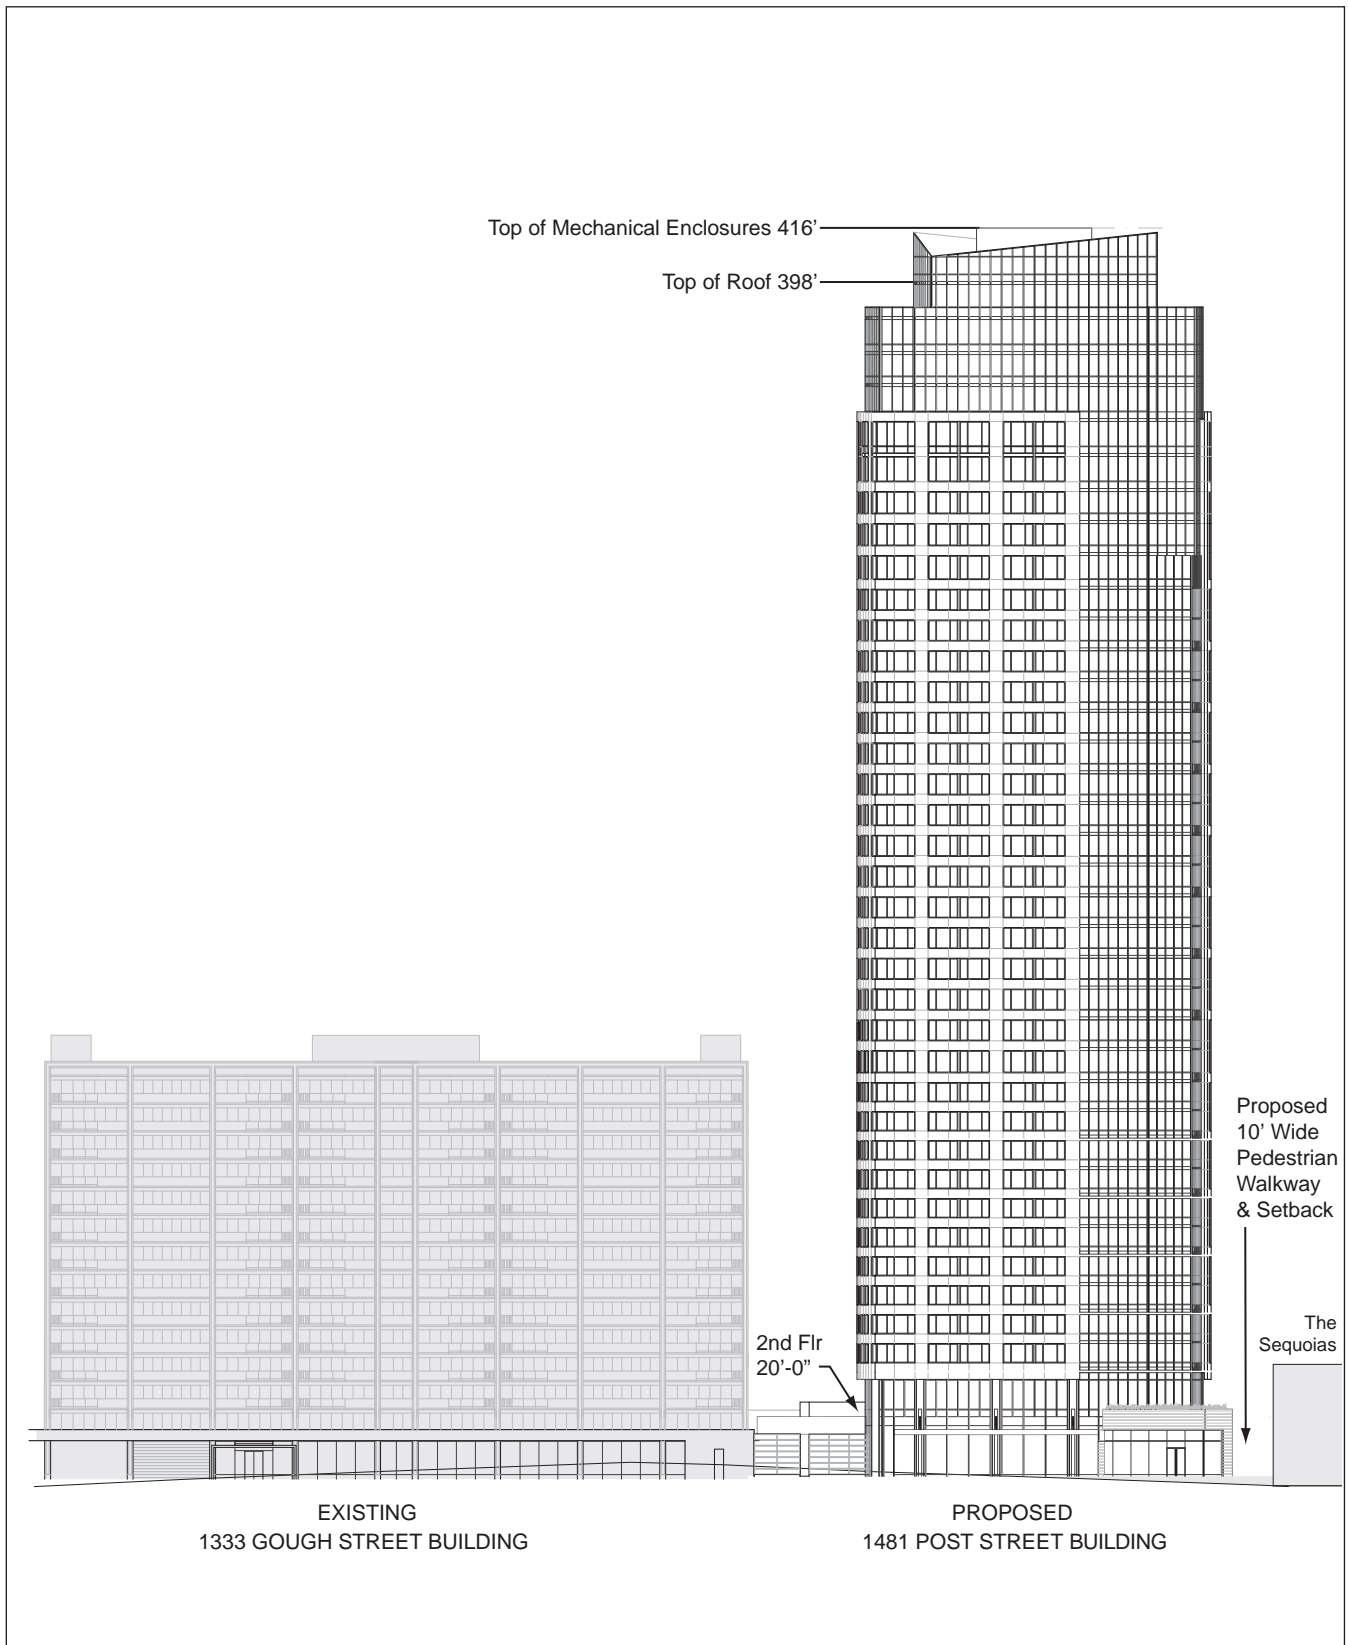 Top of Mechanical Enclosures 416’
Top of Roof 398’
Proposed
10’ Wide
Pedestrian
Walkway
& Setback
The
Sequoias
2nd Flr
20’-0”
EXISTING
1333 GOUGH STREET BUILDING
PROPOSED
1481 POST STREET BUILDING